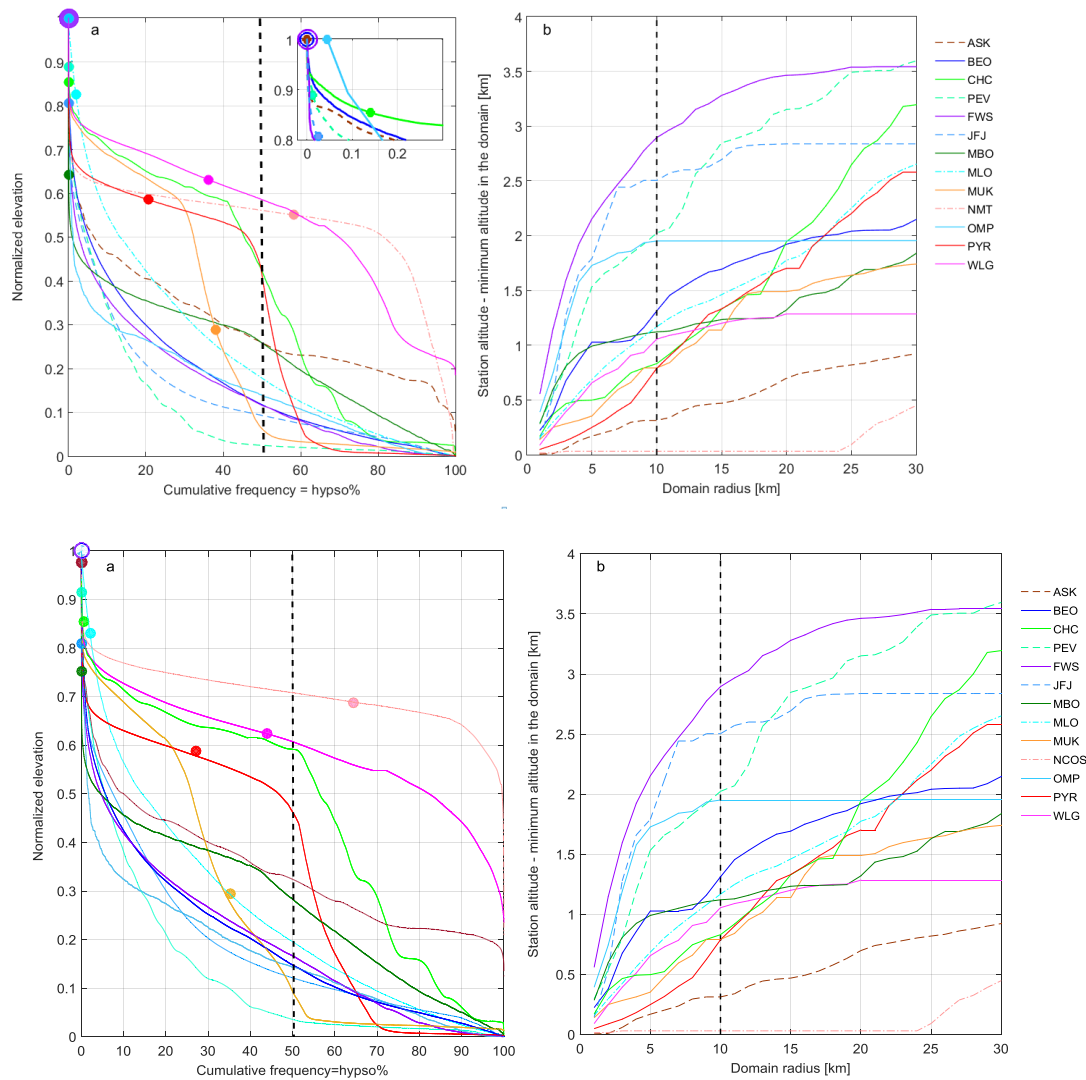 a
1
0.9
0.8
0.7
0.6
0.5
0.4
0.3
0.2
0.1
0
0 20 40 60 80 100
Cumulative frequency = hypso%
Normalized elevation
1
0.9
0.8
0 0.1 0.2
b
4
3.5
3
2.5
2
1.5
1
0.5
0
0 5 10 15 20 25 30
Domain radius [km]
Station altitude - minimum altitude in the domain [km]
ASK
BEO
CHC
PEV
FWS
JFJ
MBO
MLO
MUK
NMT
OMP
PYR
WLG
a
1
0.9
0.8
0.7
0.6
0.5
0.4
0.3
0.2
0.1
0
0 10 20 30 40 50 60 70 80 90 100
Cumulative frequency=hypso%
Normalized elevation
b
4
3.5
3
2.5
2
1.5
1
0.5
0
0 5 10 15 20 25 30
Domain radius [km]
Station altitude - minimum altitude in the domain [km]
ASK
BEO
CHC
PEV
FWS
JFJ
MBO
MLO
MUK
NCOS
OMP
PYR
WLG